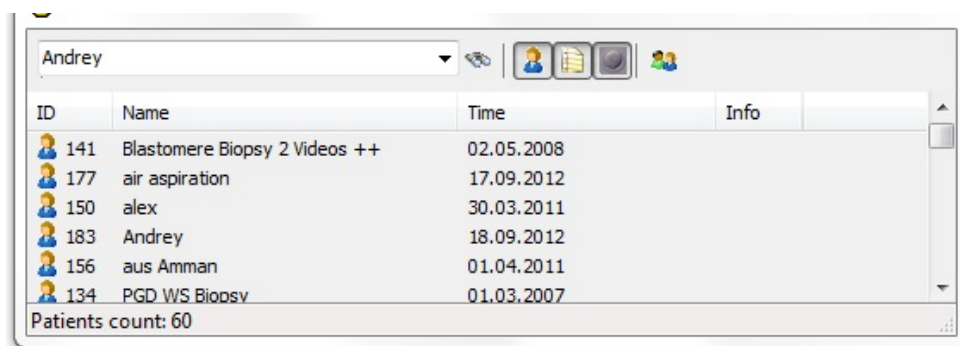 Andrey
ID Name Time Info
141 Blastomere Biopsy 2 Videos ++ 02.05.2008
177 air aspiration 17.09.2012
150 alex 30.03.2011
183 Andrey 18.09.2012
156 aus Amman 01.04.2011
134 PGD WS Biopsy 01.03.2007
Patients count: 60